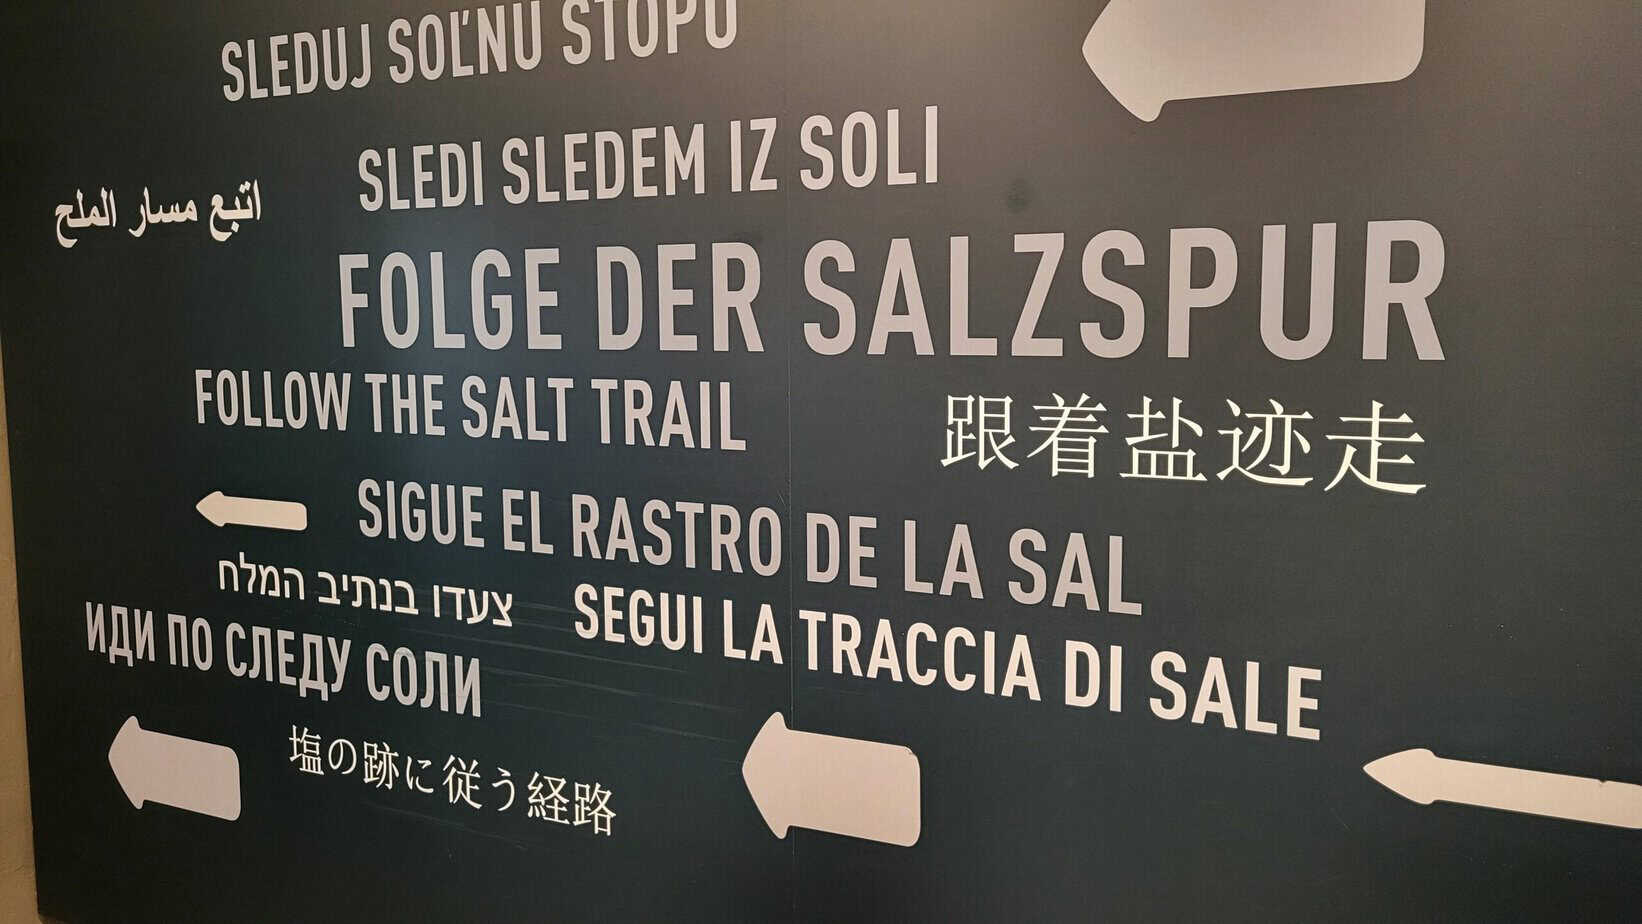 SLEDUJ SOĽNU STOPU
SLEDI SLEDEM IZ SOLI
اتبع مسار الملح
FOLGE DER SALZSPUR
FOLLOW THE SALT TRAIL
跟着盐迹走
SIGUE EL RASTRO DE LA SAL
צעדו בנתיב המלח
SEGUI LA TRACCIA DI SALE
ИДИ ПО СЛЕДУ СОЛИ
塩の跡に従う経路